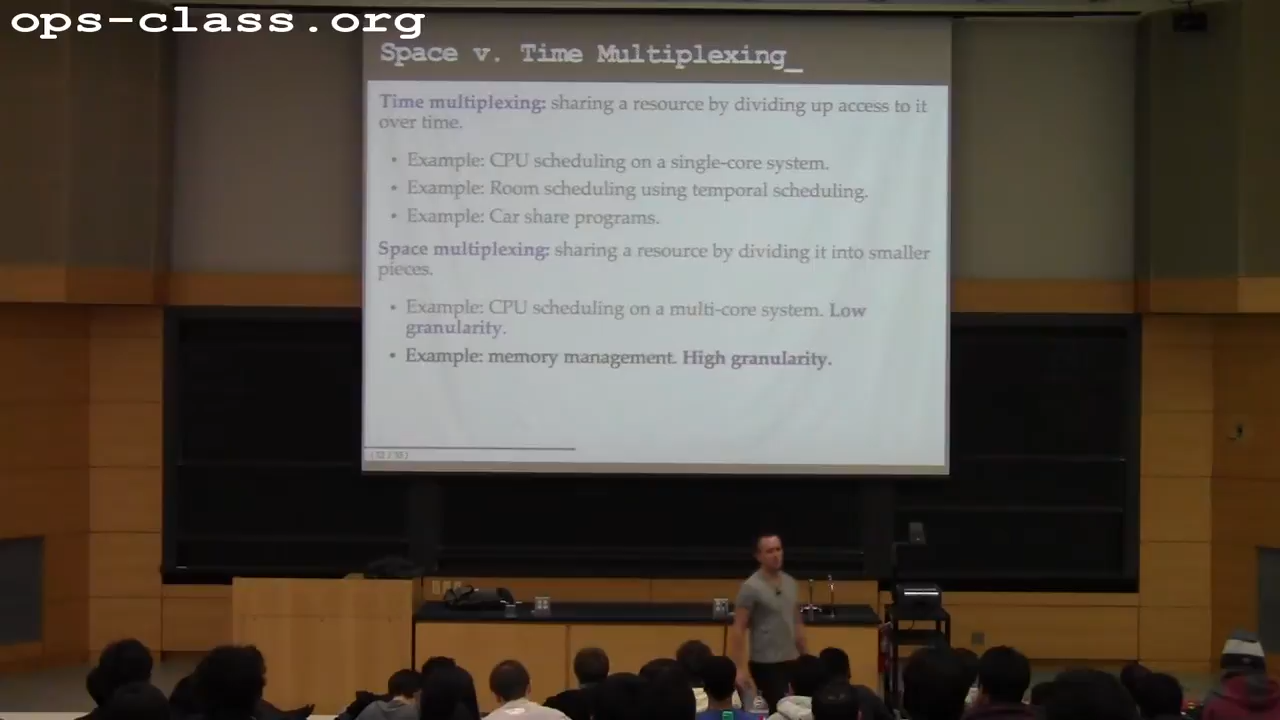 ops-class.org
Space v. Time Multiplexing_
Time multiplexing: sharing a resource by dividing up access to it
over time.
• Example: CPU scheduling on a single-core system.
• Example: Room scheduling using temporal scheduling.
• Example: Car share programs.
Space multiplexing: sharing a resource by dividing it into smaller
pieces.
• Example: CPU scheduling on a multi-core system. Low
granularity.
• Example: memory management. High granularity.